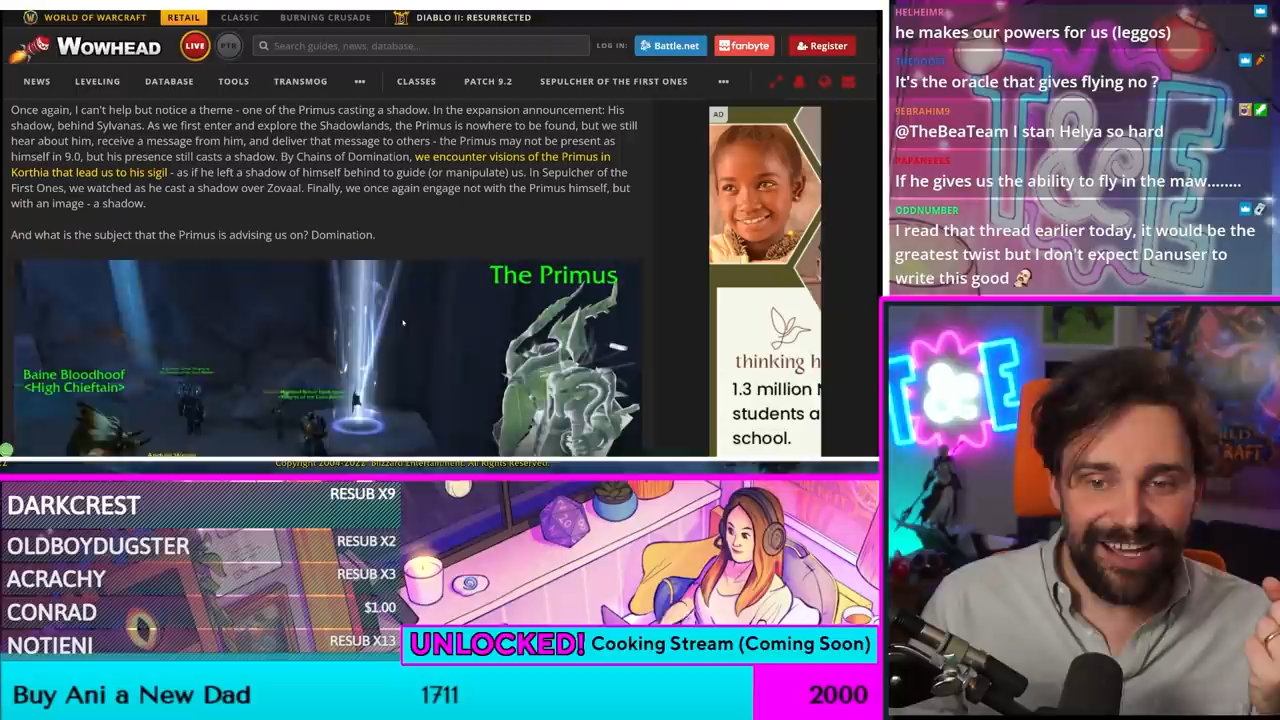 WORLD OF WARCRAFT RETAIL CLASSIC BURNING CRUSADE DIABLO II: RESURRECTED
WOWHEAD LIVE PTR Search guides, news, database... LOG IN: Battle.net fanbyte Register
NEWS LEVELING DATABASE TOOLS TRANSMOG ••• CLASSES PATCH 9.2 SEPULCHER OF THE FIRST ONES •••
Once again, I can't help but notice a theme - one of the Primus casting a shadow. In the expansion announcement: His
shadow, behind Sylvanas. As we first enter and explore the Shadowlands, the Primus is nowhere to be found, but we still
hear about him, receive a message from him, and deliver that message to others - the Primus may not be present as
himself in 9.0, but his presence still casts a shadow. By Chains of Domination, we encounter visions of the Primus in
Korthia that lead us to his sigil - as if he left a shadow of himself behind to guide (or manipulate) us. In Sepulcher of the
First Ones, we watched as he cast a shadow over Zovaal. Finally, we once again engage not with the Primus himself, but
with an image - a shadow.
And what is the subject that the Primus is advising us on? Domination.
The Primus
Baine Bloodhoof
<High Chieftain>
AD
thinking h
1.3 million
students a
school.
Copyright 2004-2022 Blizzard Entertainment. All Rights Reserved.
HELHEIMR
he makes our powers for us (leggos)
It's the oracle that gives flying no ?
9EBRAHIM9
@TheBeaTeam I stan Helya so hard
If he gives us the ability to fly in the maw........
ODDNUMBER
I read that thread earlier today, it would be the
greatest twist but I don't expect Danuser to
write this good
T&E
DARKCREST RESUB X9
OLDBOYDUGSTER RESUB X2
ACRACHY RESUB X3
CONRAD $1.00
NOTIENI RESUB X13
UNLOCKED! Cooking Stream (Coming Soon)
Buy Ani a New Dad 1711 2000